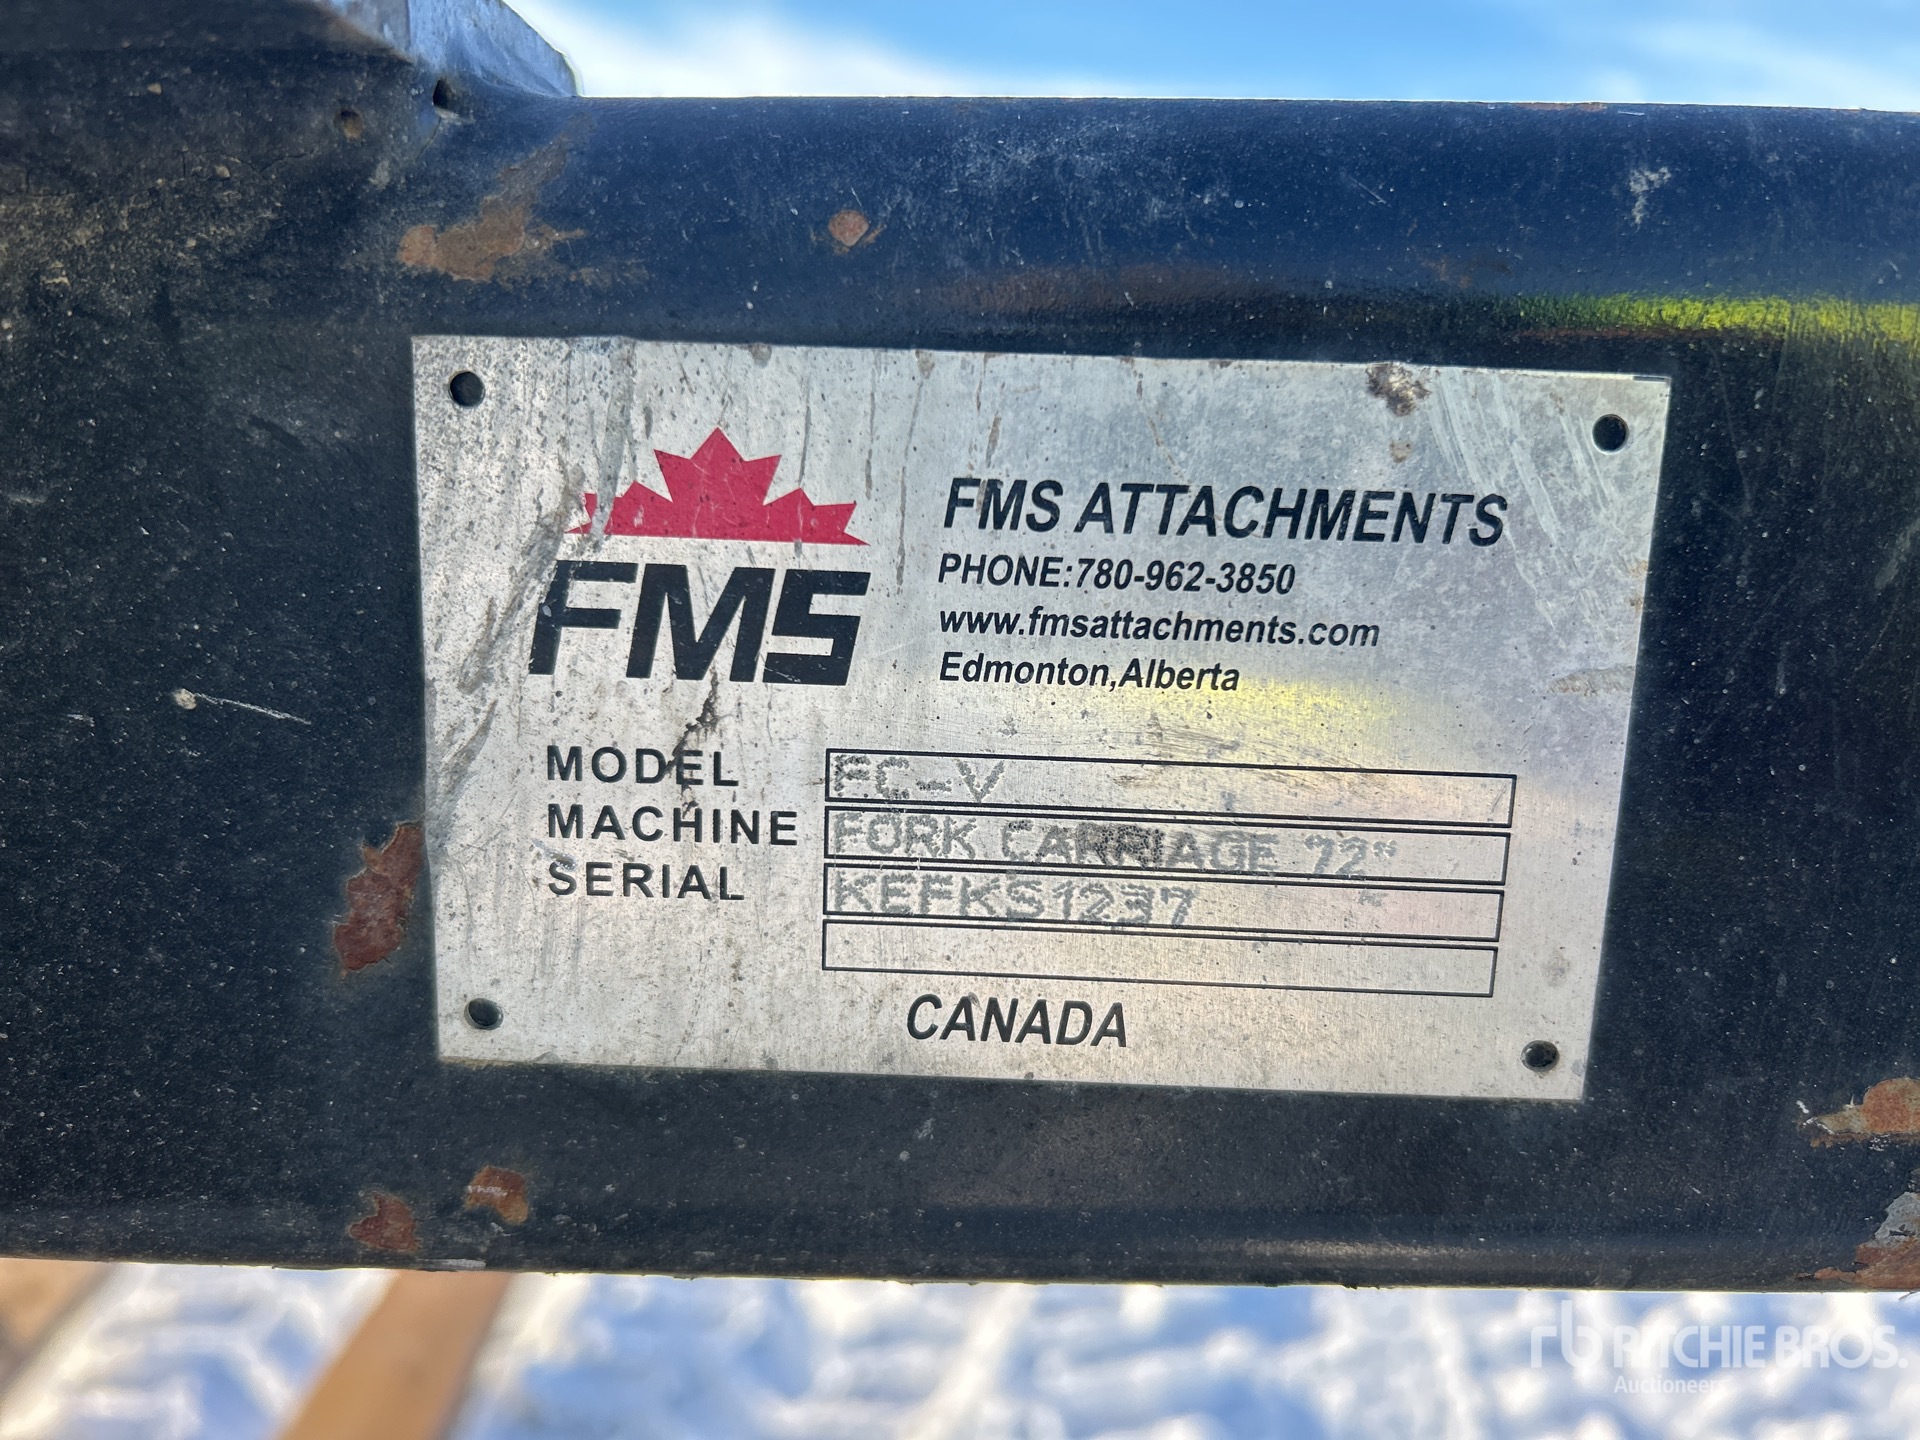 FMS
FMS ATTACHMENTS
PHONE:780-962-3850
www.fmsattachments.com
Edmonton,Alberta
MODEL FC-V
MACHINE FORK CARRIAGE 72"
SERIAL KEFKS1237
CANADA
rb RITCHIE BROS.
Auctioneers